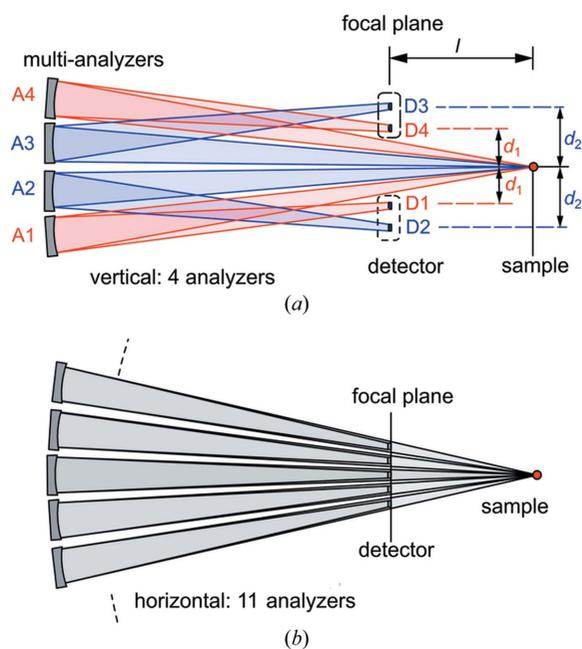 focal plane
l
multi-analyzers
A4
D3
D4
d1
d2
A3
A2
d1
d2
D1
D2
A1
detector
sample
vertical: 4 analyzers
(a)
focal plane
sample
detector
horizontal: 11 analyzers
(b)